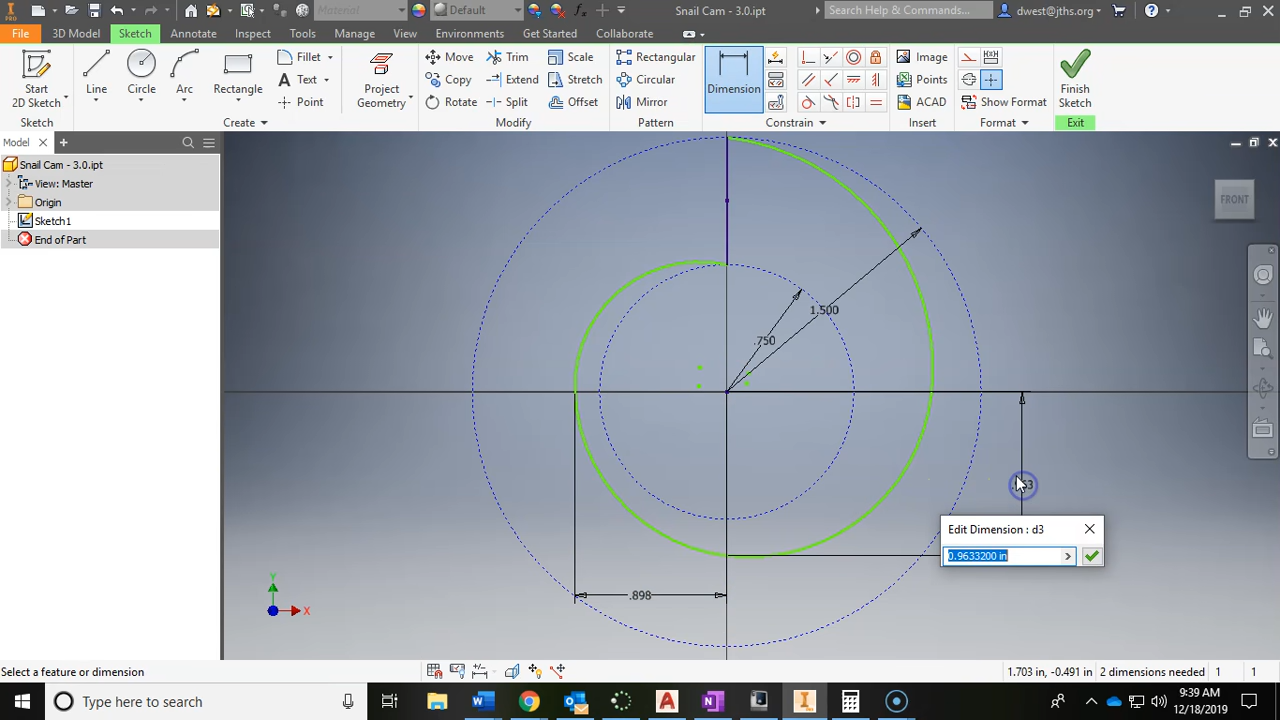 PRO
Material
Default
Snail Cam - 3.0.ipt
Search Help & Commands...
dwest@jths.org
File
3D Model
Sketch
Annotate
Inspect
Tools
Manage
View
Environments
Get Started
Collaborate
Start
2D Sketch
Line
Circle
Arc
Rectangle
Fillet
Text
Point
Project
Geometry
Move
Copy
Rotate
Trim
Extend
Split
Scale
Stretch
Offset
Rectangular
Circular
Mirror
Dimension
Image
Points
ACAD
Show Format
Finish
Sketch
Sketch
Create
Modify
Pattern
Constrain
Insert
Format
Exit
Model
Snail Cam - 3.0.ipt
View: Master
Origin
Sketch1
End of Part
FRONT
1.500
.750
.898
Edit Dimension : d3
0.9633200 in
Y
X
Select a feature or dimension
1.703 in, -0.491 in
2 dimensions needed
1
1
Type here to search
9:39 AM
12/18/2019